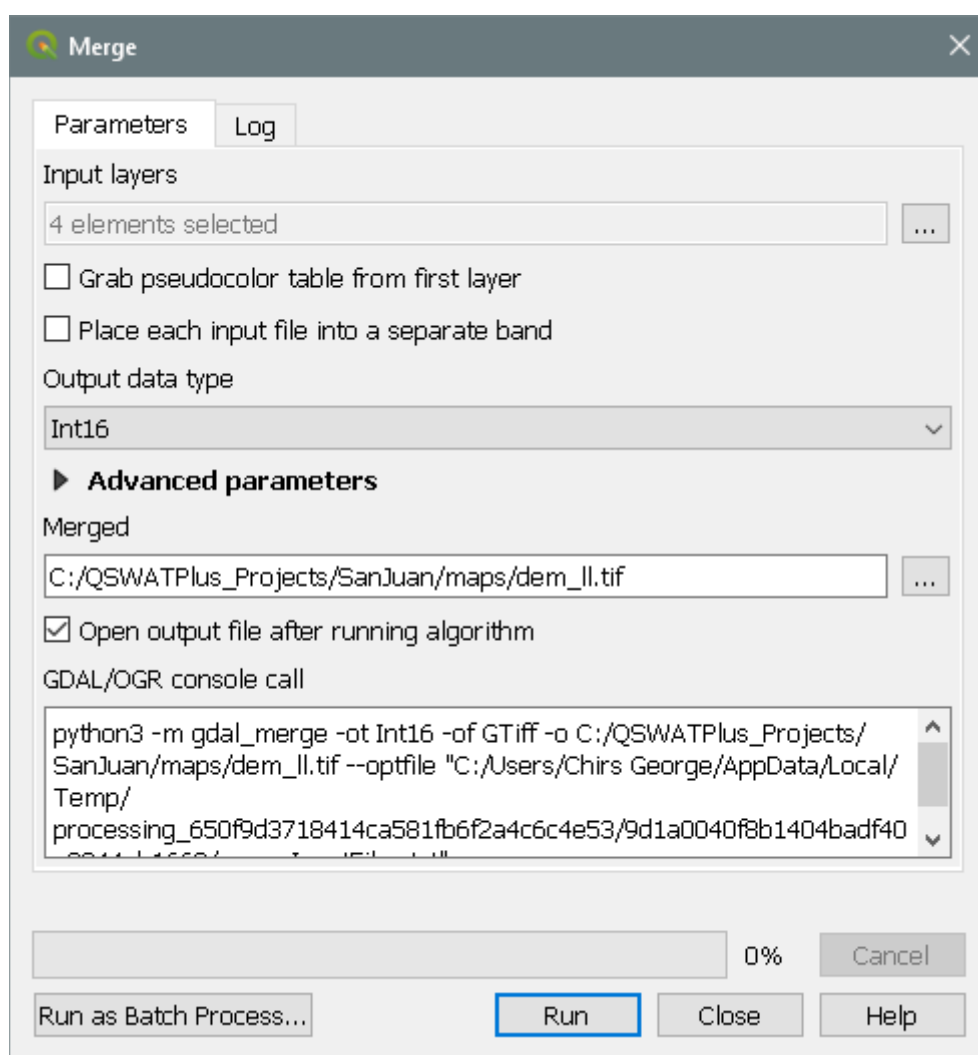 Merge
Parameters
Log
Input layers
4 elements selected
...
Grab pseudocolor table from first layer
Place each input file into a separate band
Output data type
Int16
Advanced parameters
Merged
C:/QSWATPlus_Projects/SanJuan/maps/dem_ll.tif
...
Open output file after running algorithm
GDAL/OGR console call
python3 -m gdal_merge -ot Int16 -of GTiff -o C:/QSWATPlus_Projects/
SanJuan/maps/dem_ll.tif --optfile "C:/Users/Chirs George/AppData/Local/
Temp/
processing_650f9d3718414ca581fb6f2a4c6c4e53/9d1a0040f8b1404badf40
0%
Cancel
Run as Batch Process...
Run
Close
Help